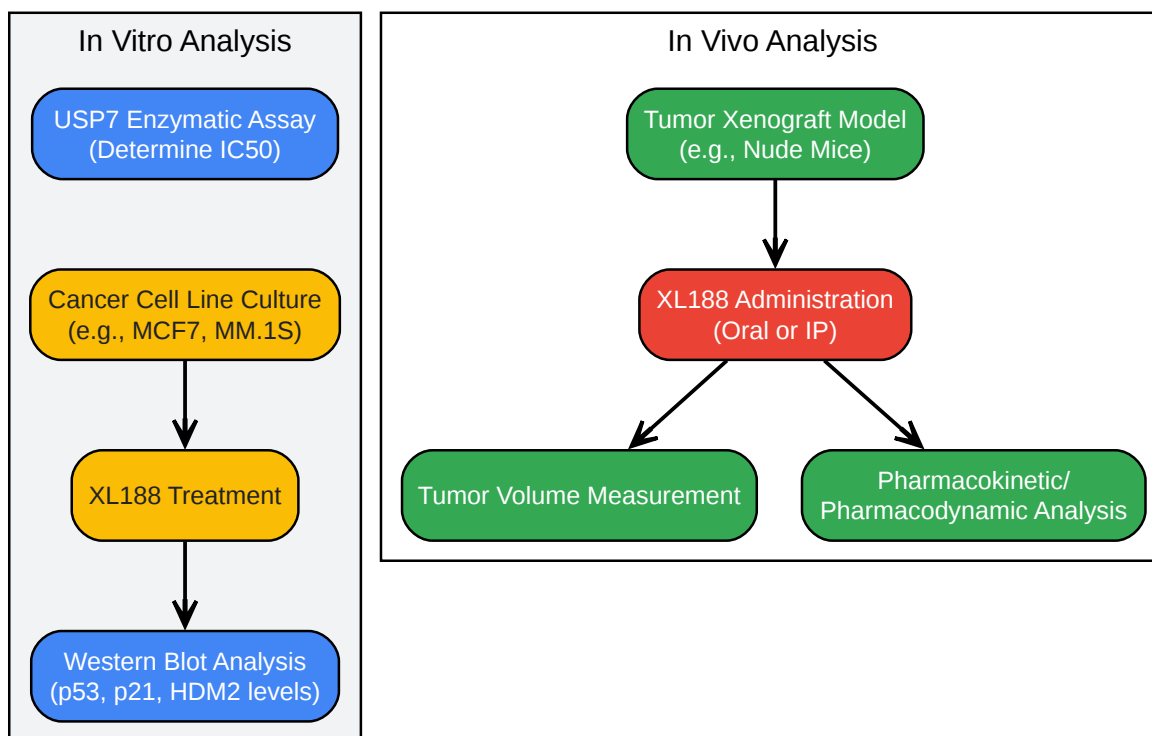 In Vitro Analysis
USP7 Enzymatic Assay
(Determine IC50)
Cancer Cell Line Culture
(e.g., MCF7, MM.1S)
XL188 Treatment
Western Blot Analysis
(p53, p21, HDM2 levels)
In Vivo Analysis
Tumor Xenograft Model
(e.g., Nude Mice)
XL188 Administration
(Oral or IP)
Tumor Volume Measurement
Pharmacokinetic/
Pharmacodynamic Analysis